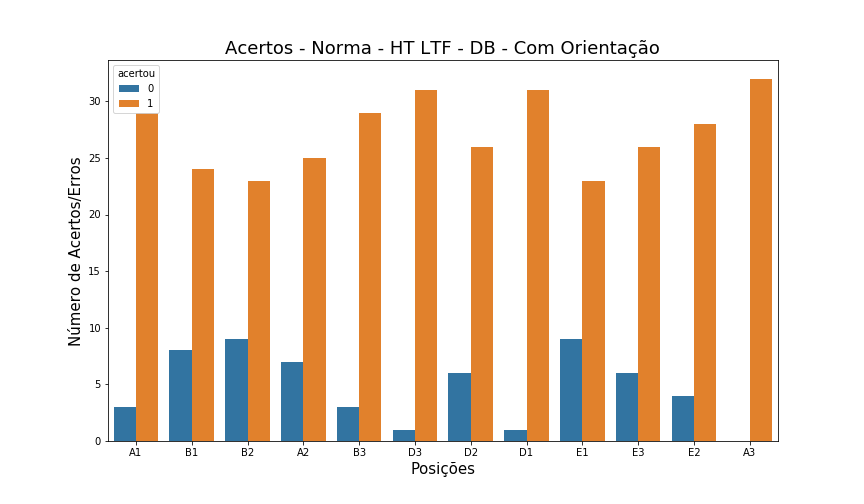 Acertos - Norma - HT LTF - DB - Com Orientação
acertou
0
1
Número de Acertos/Erros
30
25
20
15
10
5
0
A1 B1 B2 A2 B3 D3 D2 D1 E1 E3 E2 A3
Posições